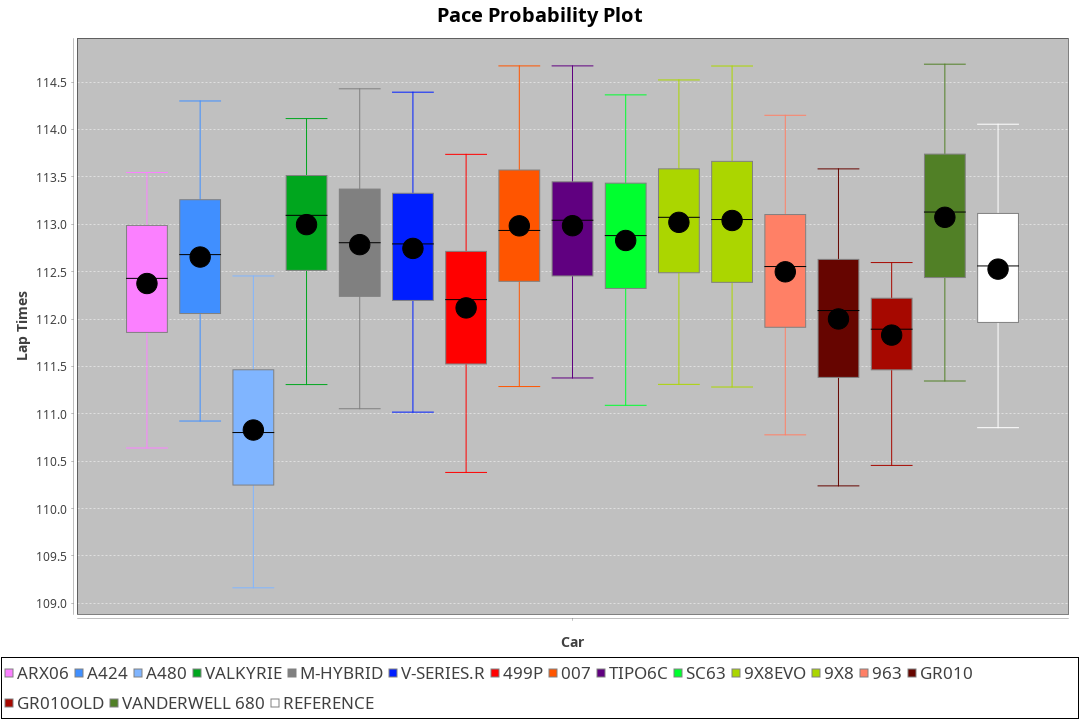 Pace Probability Plot
Lap Times
114.5
114.0
113.5
113.0
112.5
112.0
111.5
111.0
110.5
110.0
109.5
109.0
Car
ARX06 A424 A480 VALKYRIE M-HYBRID V-SERIES.R 499P 007 TIPO6C SC63 9X8EVO 9X8 963 GR010
GR010OLD VANDERWELL 680 REFERENCE